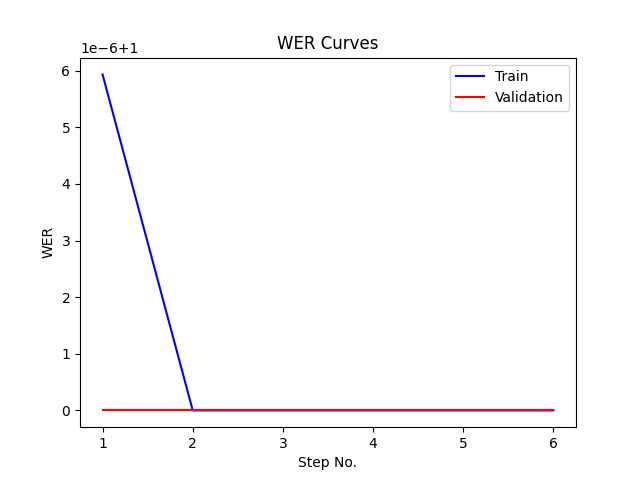 WER Curves
1e−6+1
6
5
4
3
2
1
0
WER
1 2 3 4 5 6
Step No.
Train
Validation